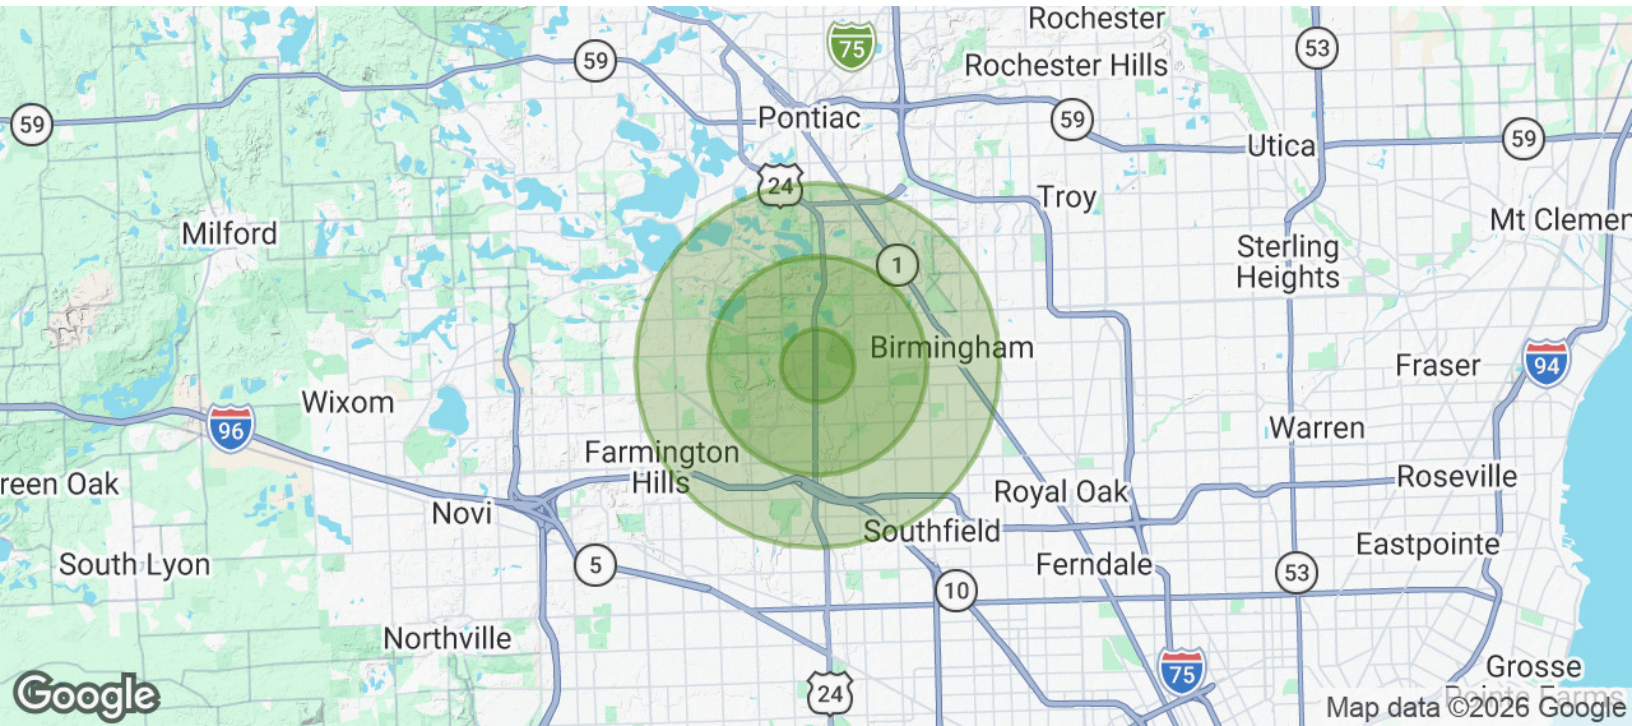 Rochester
53
75
59
Rochester Hills
Pontiac
59
59
Utica
59
24
Troy
Milford
Mt Clemen
Sterling
Heights
1
Birmingham
Fraser
94
Wixom
96
Warren
Farmington
Hills
reen Oak
Roseville
Royal Oak
Novi
Southfield
Eastpointe
South Lyon
5
Ferndale
53
10
Northville
Grosse
Pointe Farms
75
24
Google
Map data ©2026 Google